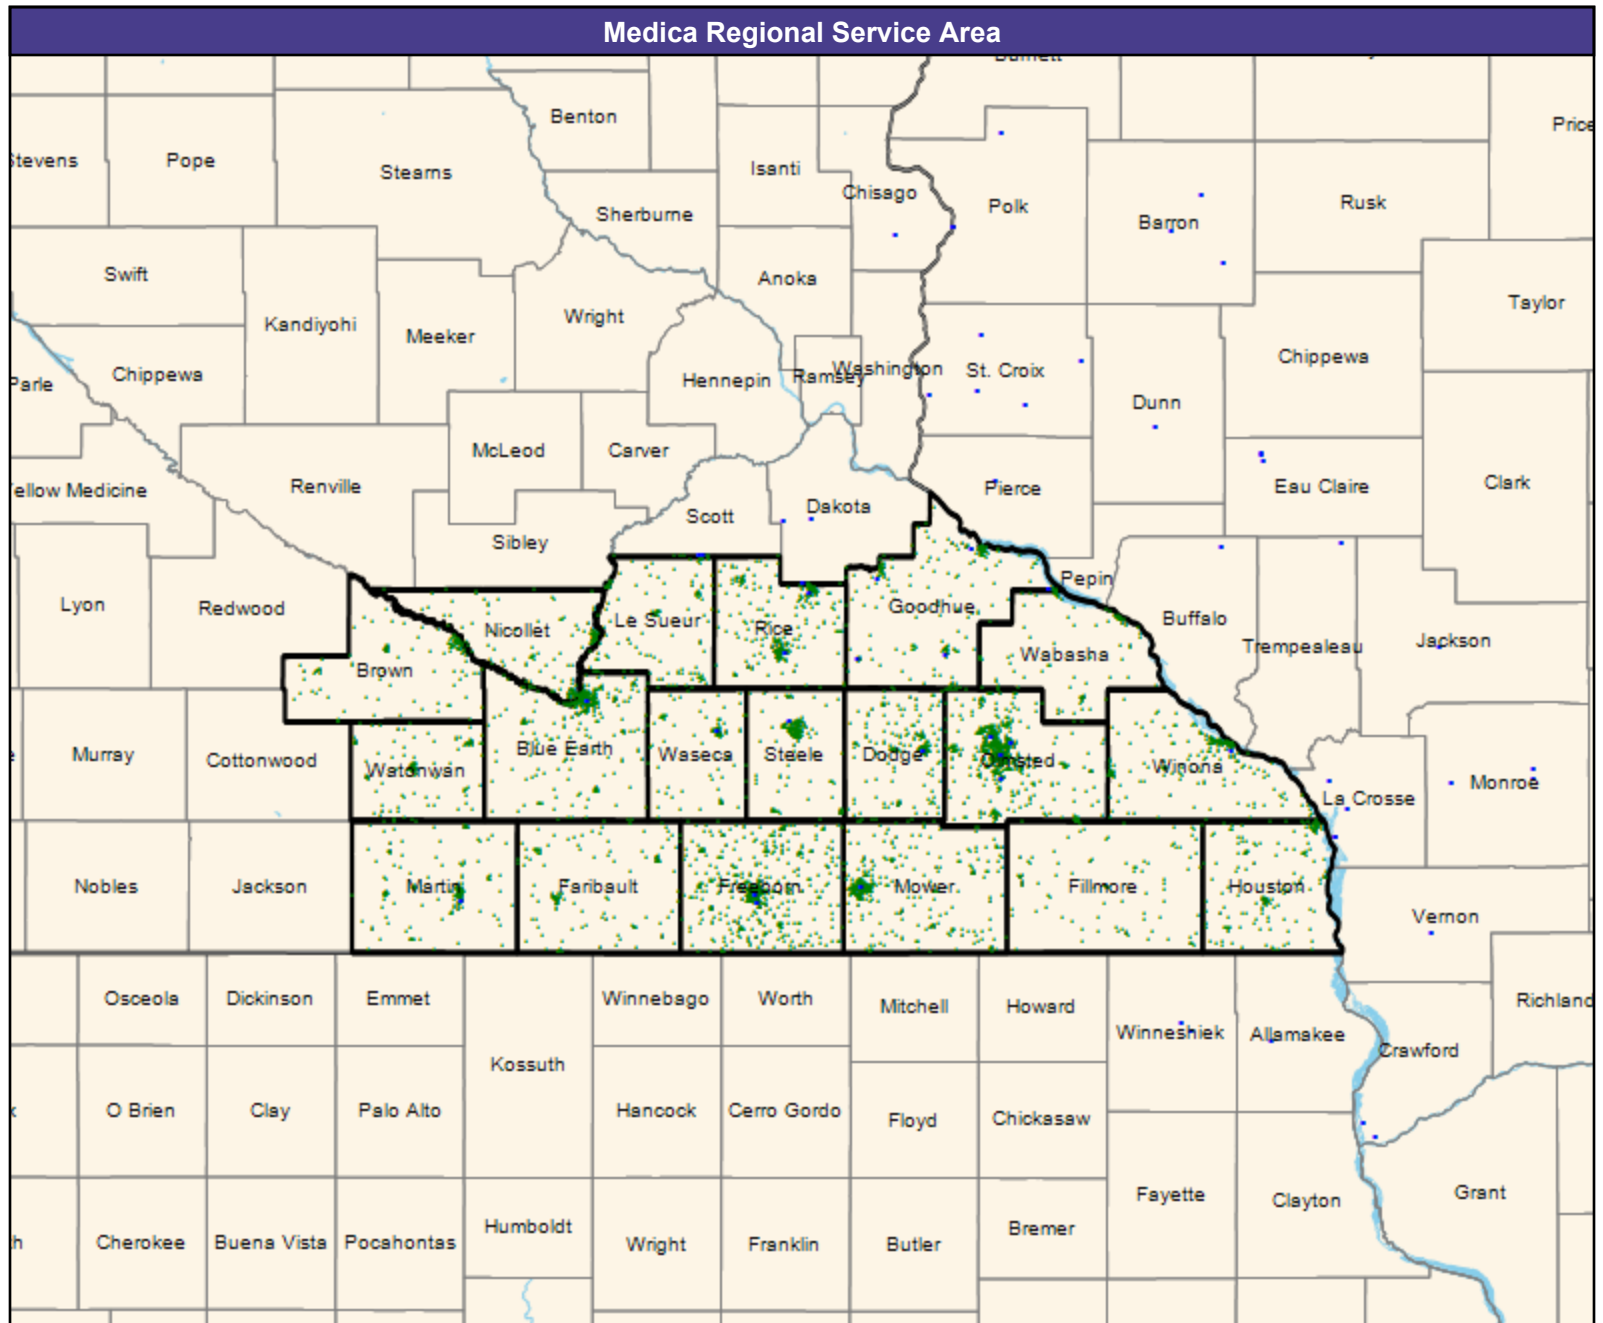 Medica Regional Service Area
Burnett
Benton
Price
Stevens
Pope
Stearns
Isanti
Chisago
Sherburne
Polk
Barron
Rusk
Swift
Anoka
Taylor
Kandiyohi
Meeker
Wright
Chippewa
Parle
Chippewa
Hennepin
Ramsey
Washington
St. Croix
Dunn
McLeod
Carver
Yellow Medicine
Renville
Dakota
Pierce
Eau Claire
Clark
Scott
Sibley
Lyon
Redwood
Nicollet
Le Sueur
Rice
Goodhue
Pepin
Buffalo
Trempealeau
Jackson
Brown
Wabasha
Murray
Cottonwood
Watonwan
Blue Earth
Waseca
Steele
Dodge
Olmsted
Winona
La Crosse
Monroe
Nobles
Jackson
Martin
Faribault
Freeborn
Mower
Fillmore
Houston
Vernon
Osceola
Dickinson
Emmet
Winnebago
Worth
Mitchell
Howard
Winneshiek
Allamakee
Richland
Crawford
Kossuth
O Brien
Clay
Palo Alto
Hancock
Cerro Gordo
Floyd
Chickasaw
Fayette
Clayton
Grant
Cherokee
Buena Vista
Pocahontas
Humboldt
Wright
Franklin
Butler
Bremer